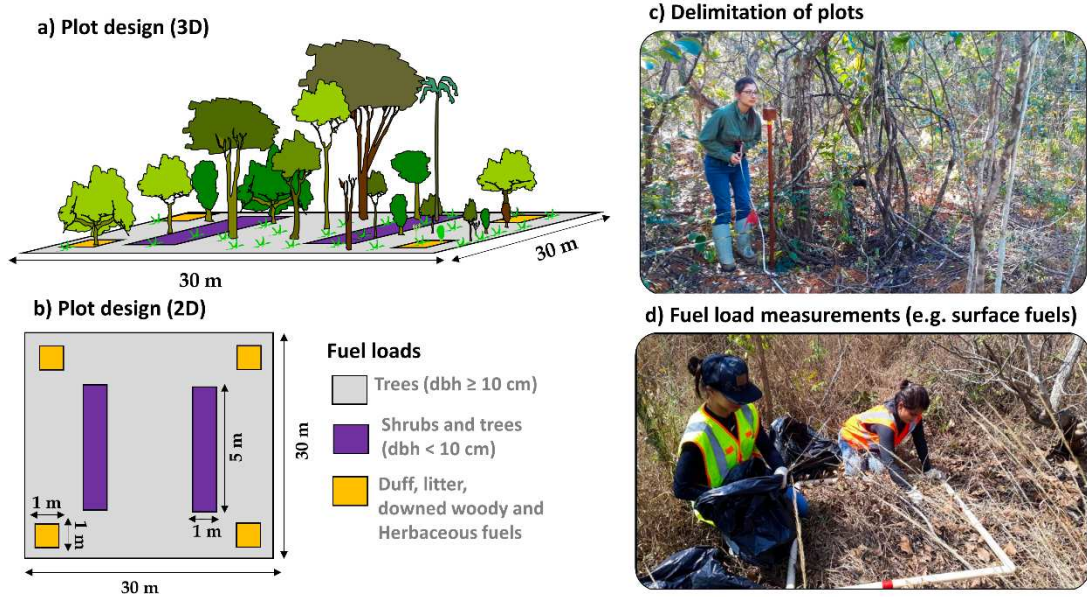 a) Plot design (3D)
30 m
30 m
b) Plot design (2D)
30 m
5 m
1 m
1 m
1 m
30 m
Fuel loads
Trees (dbh ≥ 10 cm)
Shrubs and trees
(dbh < 10 cm)
Duff, litter,
downed woody and
Herbaceous fuels
c) Delimitation of plots
d) Fuel load measurements (e.g. surface fuels)